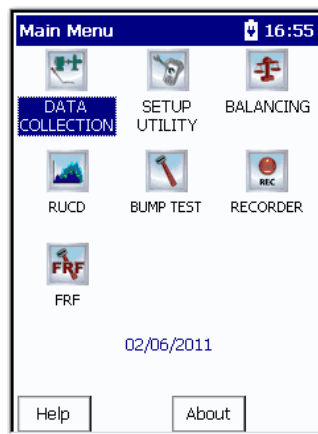 Main Menu 16:55
DATA COLLECTION
SETUP UTILITY
BALANCING
RUCD
BUMP TEST
REC
RECORDER
FRF
FRF
02/06/2011
Help About